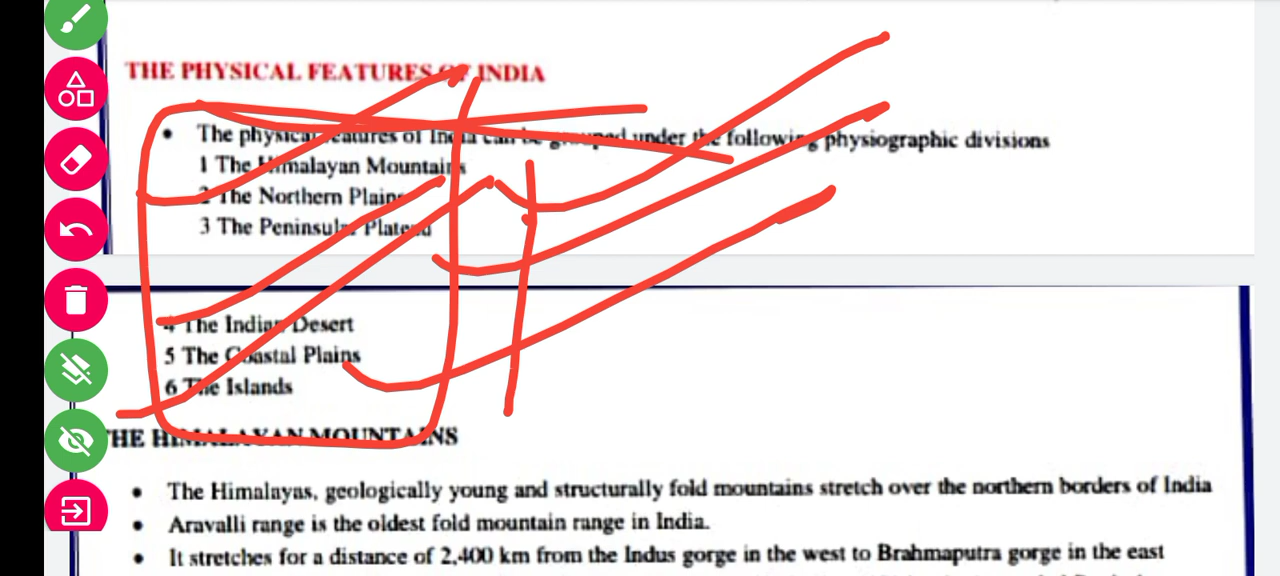 THE PHYSICAL FEATURES OF INDIA
• The physical features of India can be grouped under the following physiographic divisions
1 The Himalayan Mountains
2 The Northern Plains
3 The Peninsular Plateau
4 The Indian Desert
5 The Coastal Plains
6 The Islands
THE HIMALAYAN MOUNTAINS
• The Himalayas, geologically young and structurally fold mountains stretch over the northern borders of India
• Aravalli range is the oldest fold mountain range in India.
• It stretches for a distance of 2,400 km from the Indus gorge in the west to Brahmaputra gorge in the east